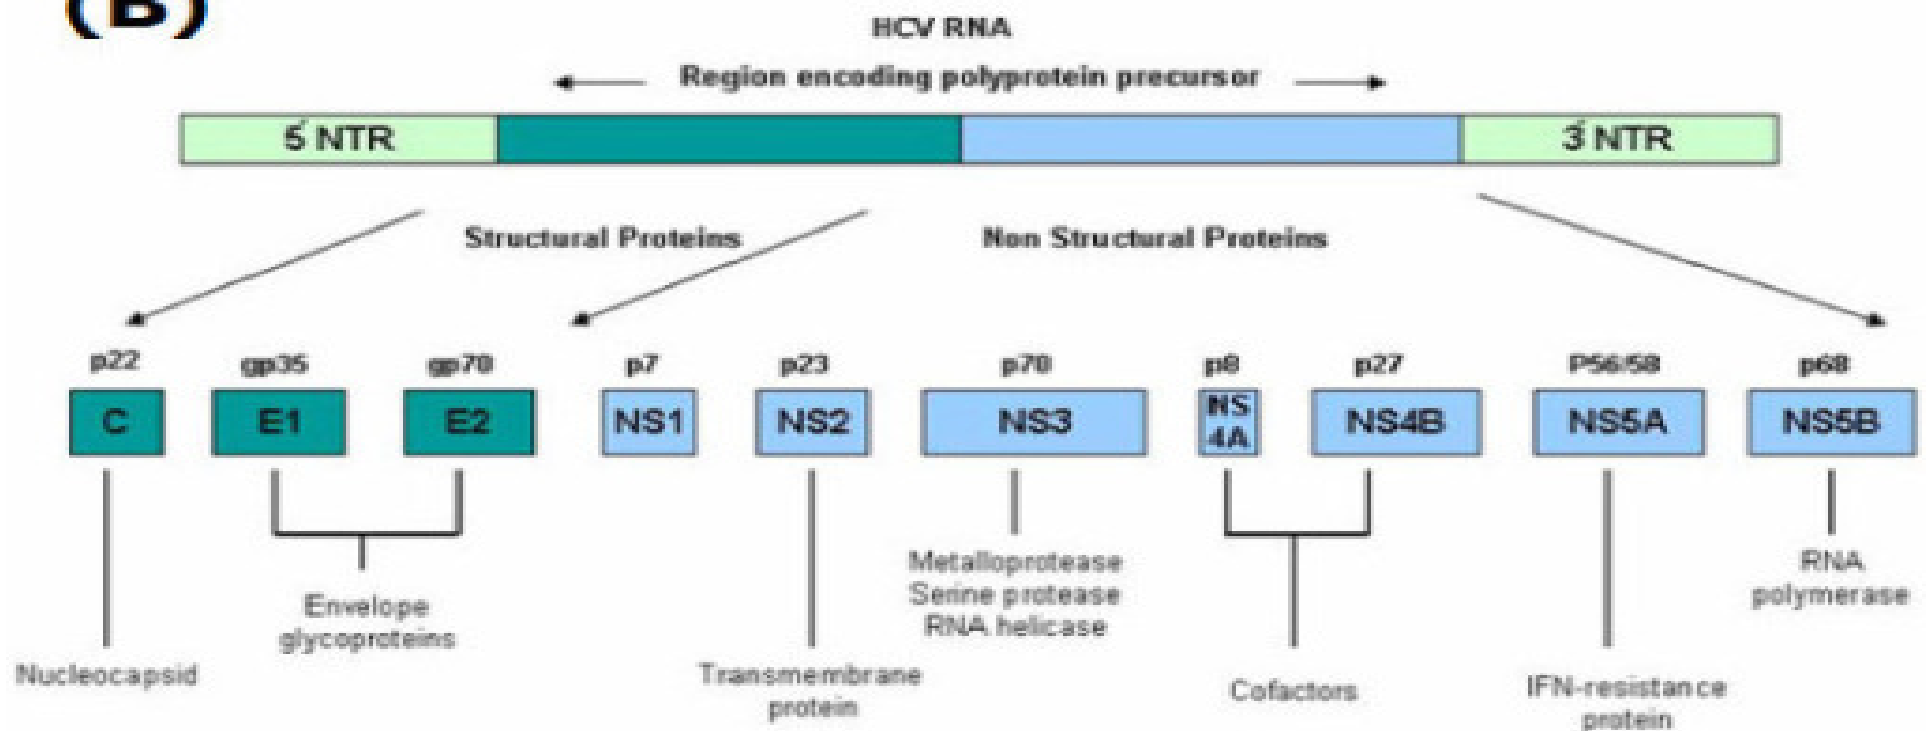 (B)
HCV RNA
Region encoding polyprotein precursor
5' NTR
3' NTR
Structural Proteins
Non Structural Proteins
p22
gp35
gp70
p7
p23
p70
p8
p27
P56/58
p68
C
E1
E2
NS1
NS2
NS3
NS
4A
NS4B
NS5A
NS5B
Nucleocapsid
Envelope
glycoproteins
Transmembrane
protein
Metalloprotease
Serine protease
RNA helicase
Cofactors
IFN-resistance
protein
RNA
polymerase